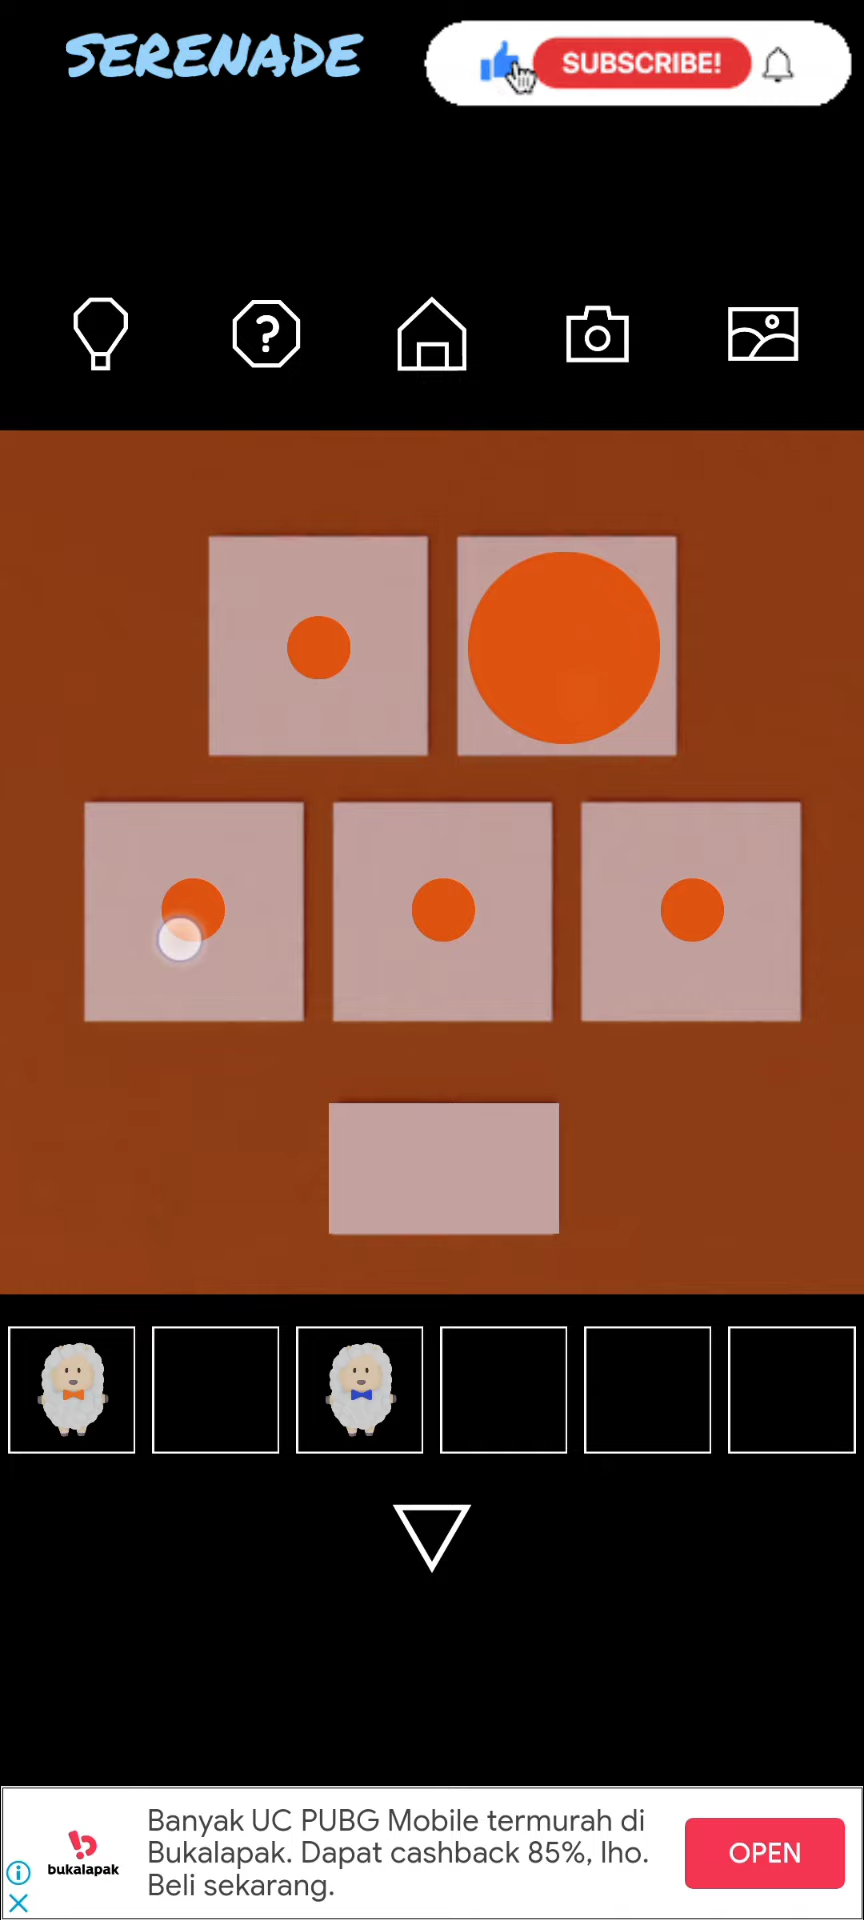 SERENADE
SUBSCRIBE!
?
Banyak UC PUBG Mobile termurah di
Bukalapak. Dapat cashback 85%, lho.
Beli sekarang.
bukalapak
OPEN